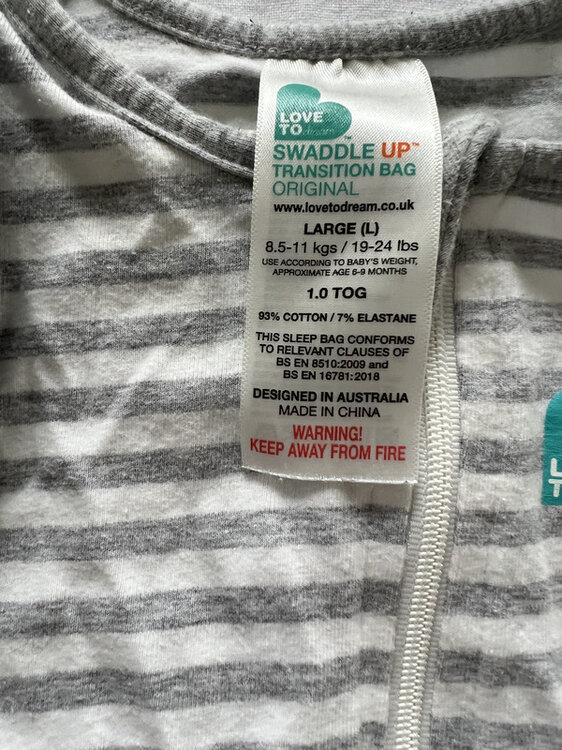 LOVE
TO dream™
SWADDLE UP™
TRANSITION BAG
ORIGINAL
www.lovetodream.co.uk
LARGE (L)
8.5-11 kgs / 19-24 lbs
USE ACCORDING TO BABY'S WEIGHT,
APPROXIMATE AGE 6-9 MONTHS
1.0 TOG
93% COTTON / 7% ELASTANE
THIS SLEEP BAG CONFORMS
TO RELEVANT CLAUSES OF
BS EN 8510:2009 and
BS EN 16781:2018
DESIGNED IN AUSTRALIA
MADE IN CHINA
WARNING!
KEEP AWAY FROM FIRE
L
T